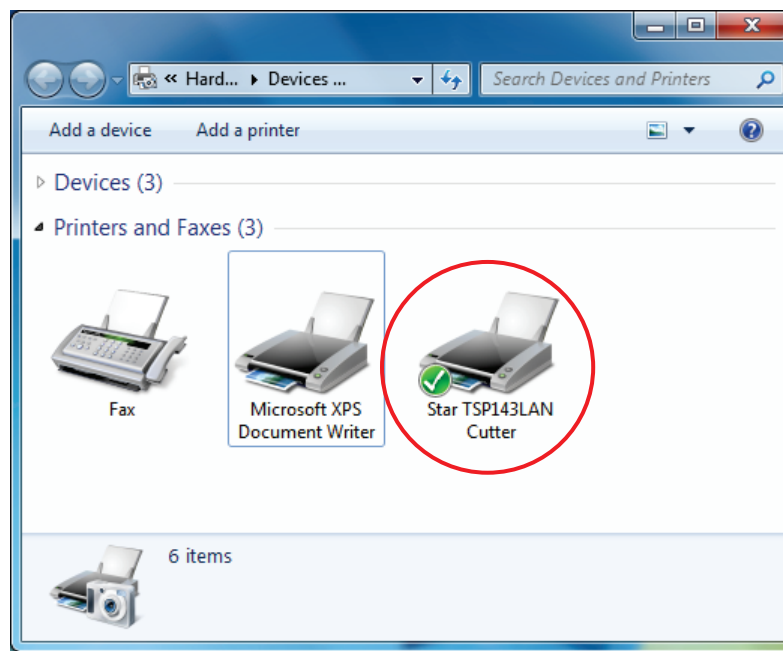 « Hard... ▸ Devices ...
Search Devices and Printers
Add a device Add a printer
Devices (3)
Printers and Faxes (3)
Fax
Microsoft XPS
Document Writer
Star TSP143LAN
Cutter
6 items